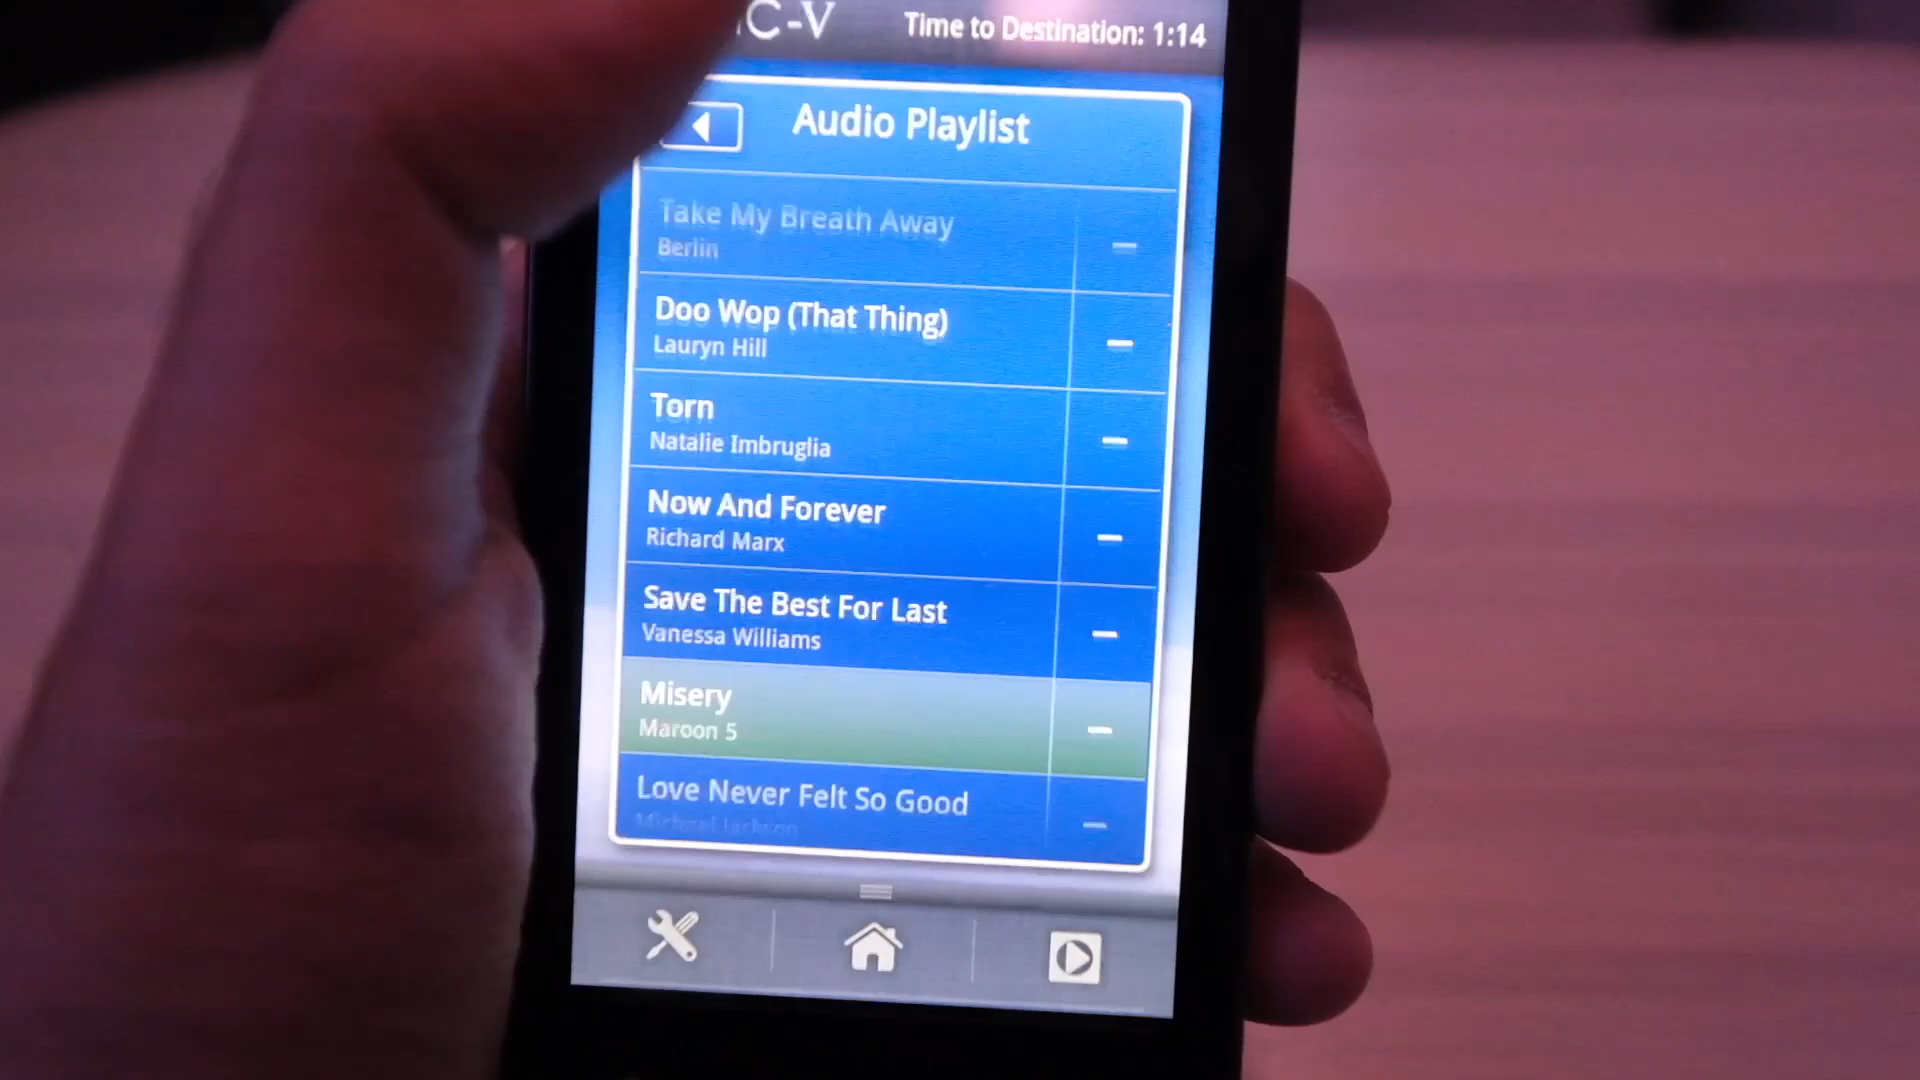 C-V
Time to Destination: 1:14
Audio Playlist
Take My Breath Away
Berlin
Doo Wop (That Thing)
Lauryn Hill
Torn
Natalie Imbruglia
Now And Forever
Richard Marx
Save The Best For Last
Vanessa Williams
Misery
Maroon 5
Love Never Felt So Good
Michael Jackson